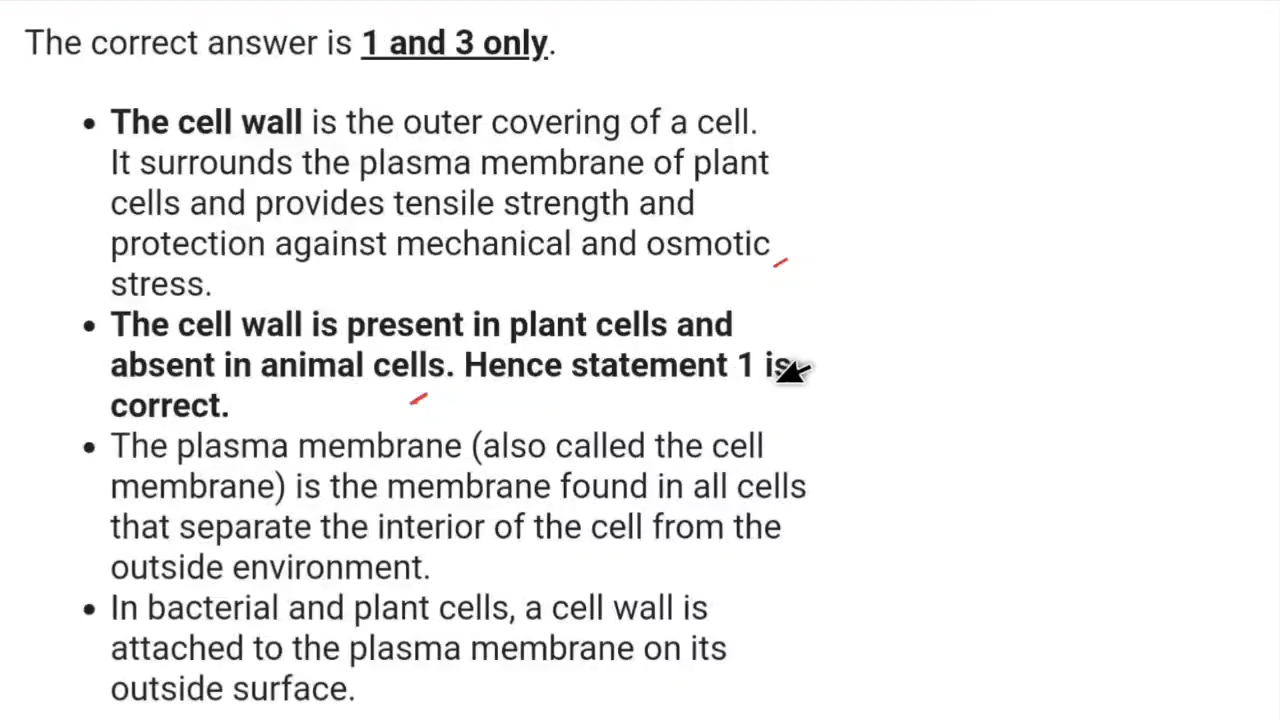 The correct answer is 1 and 3 only.
• The cell wall is the outer covering of a cell.
It surrounds the plasma membrane of plant
cells and provides tensile strength and
protection against mechanical and osmotic
stress.
• The cell wall is present in plant cells and
absent in animal cells. Hence statement 1 is
correct.
• The plasma membrane (also called the cell
membrane) is the membrane found in all cells
that separate the interior of the cell from the
outside environment.
• In bacterial and plant cells, a cell wall is
attached to the plasma membrane on its
outside surface.